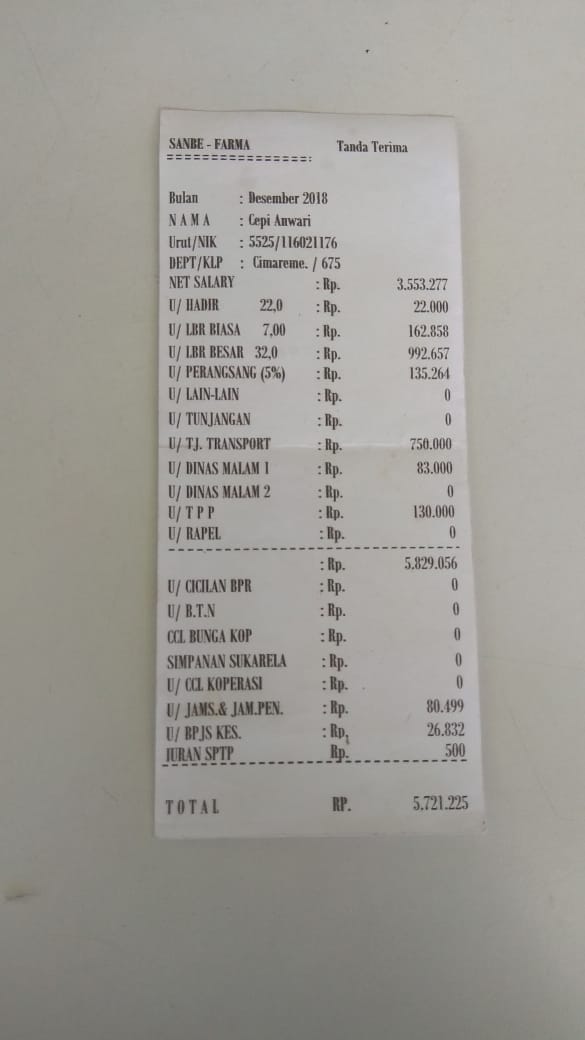 SANBE - FARMA Tanda Terima
==================:
Bulan : Desember 2018
N A M A : Cepi Anwari
Urut/NIK : 5525/116021176
DEPT/KLP : Cimareme. / 675
NET SALARY : Rp. 3.553.277
U/ HADIR 22,0 : Rp. 22.000
U/ LBR BIASA 7,00 : Rp. 162.858
U/ LBR BESAR 32,0 : Rp. 992.657
U/ PERANGSANG (5%) : Rp. 135.264
U/ LAIN-LAIN : Rp. 0
U/ TUNJANGAN : Rp. 0
U/ TJ. TRANSPORT : Rp. 750.000
U/ DINAS MALAM 1 : Rp. 83.000
U/ DINAS MALAM 2 : Rp. 0
U/ T P P : Rp. 130.000
U/ RAPEL : Rp. 0
: Rp. 5.829.056
U/ CICILAN BPR : Rp. 0
U/ B.T.N : Rp. 0
CCL BUNGA KOP : Rp. 0
SIMPANAN SUKARELA : Rp. 0
U/ CCL KOPERASI : Rp. 0
U/ JAMS.& JAM.PEN. : Rp. 80.499
U/ BPJS KES. : Rp. 26.832
IURAN SPTP Rp. 500
T O T A L RP. 5.721.225